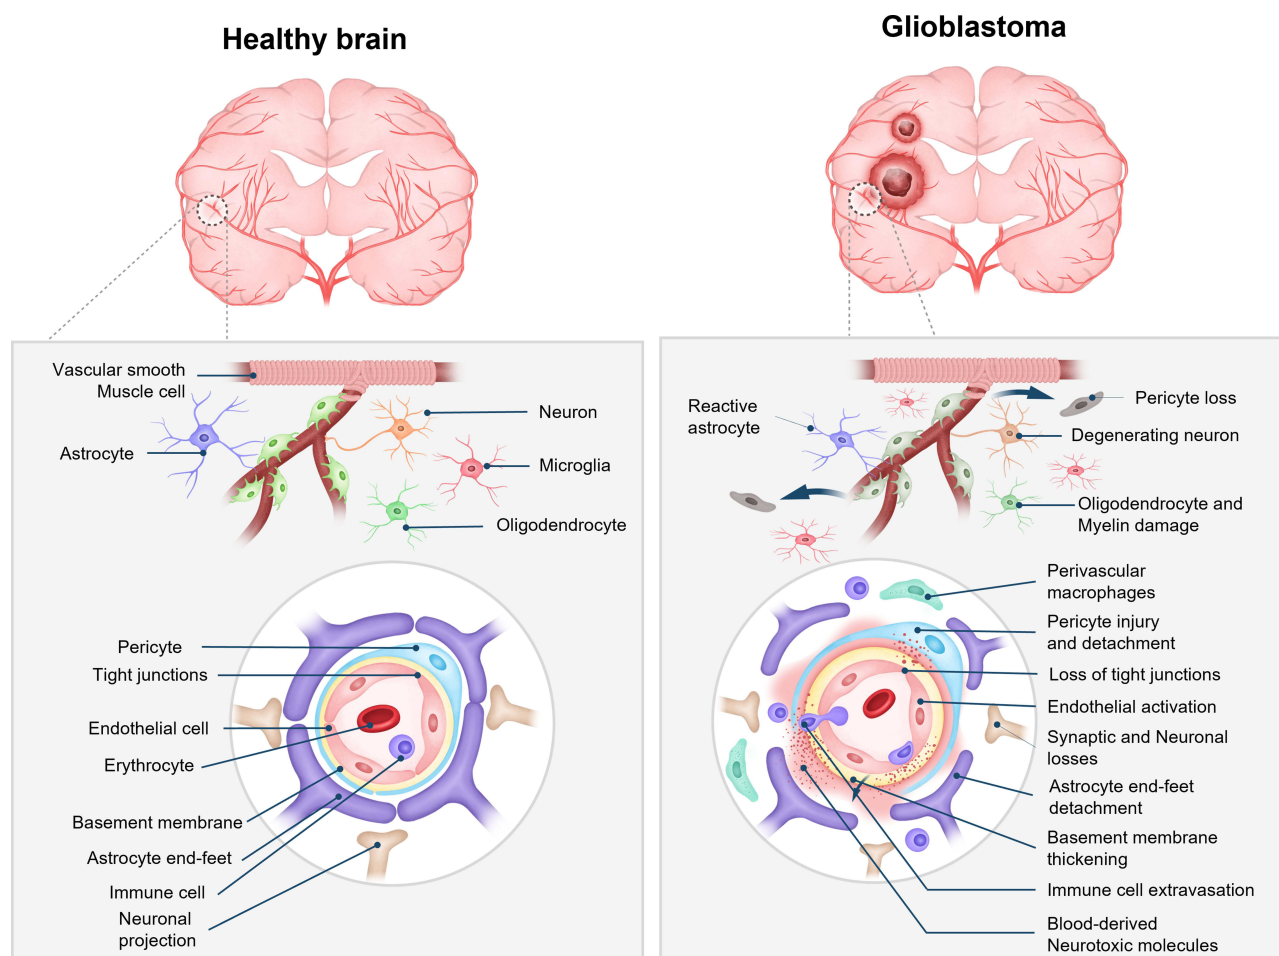 Healthy brain
Vascular smooth
Muscle cell
Astrocyte
Neuron
Microglia
Oligodendrocyte
Pericyte
Tight junctions
Endothelial cell
Erythrocyte
Basement membrane
Astrocyte end-feet
Immune cell
Neuronal
projection
Glioblastoma
Reactive
astrocyte
Pericyte loss
Degenerating neuron
Oligodendrocyte and
Myelin damage
Perivascular
macrophages
Pericyte injury
and detachment
Loss of tight junctions
Endothelial activation
Synaptic and Neuronal
losses
Astrocyte end-feet
detachment
Basement membrane
thickening
Immune cell extravasation
Blood-derived
Neurotoxic molecules